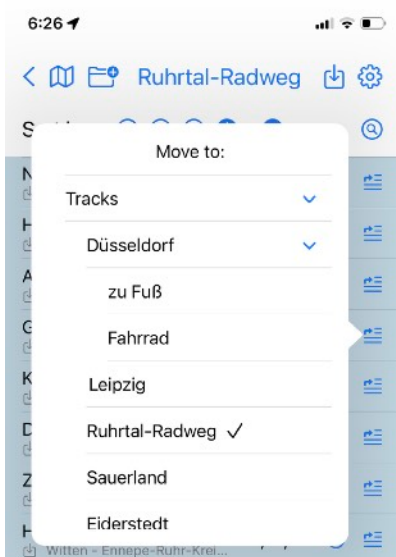 6:26
Ruhrtal-Radweg
Move to:
Tracks
Düsseldorf
zu Fuß
Fahrrad
Leipzig
Ruhrtal-Radweg ✓
Sauerland
Eiderstedt
N
H
A
G
K
D
Z
H
Witten – Ennepe-Ruhr-Krei...